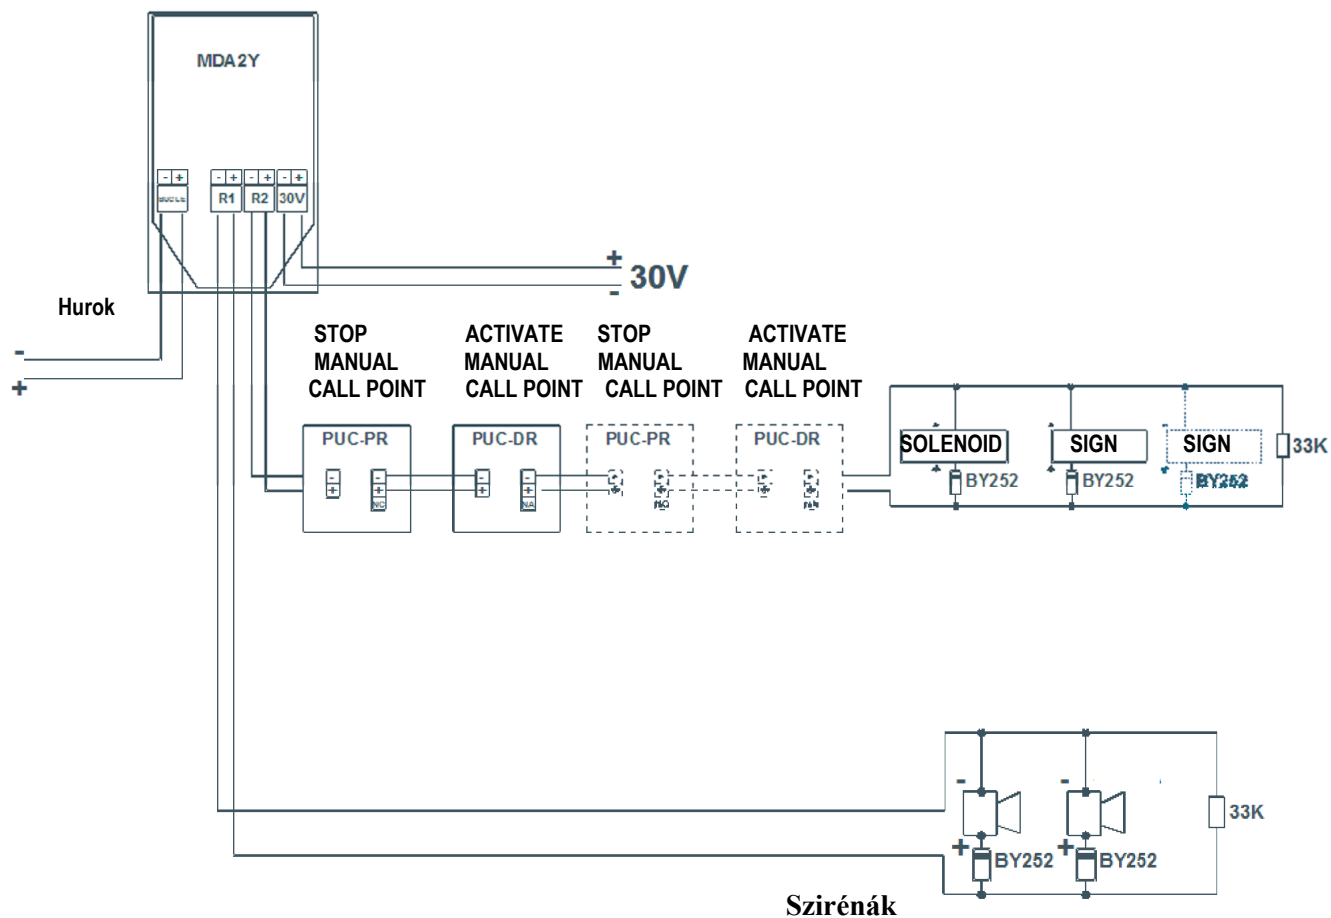 MDA2Y
- + - + - + - +
BUCLE R1 R2 30V
+
30V
-
Hurok
-
+
STOP
MANUAL
CALL POINT
ACTIVATE
MANUAL
CALL POINT
STOP
MANUAL
CALL POINT
ACTIVATE
MANUAL
CALL POINT
PUC-PR
- -
+ +
NC
PUC-DR
- -
+ +
NA
PUC-PR
PUC-DR
SOLENOID
+
BY252
SIGN
+
BY252
SIGN
BY252
33K
-
+
BY252
-
+
BY252
33K
Szirénák